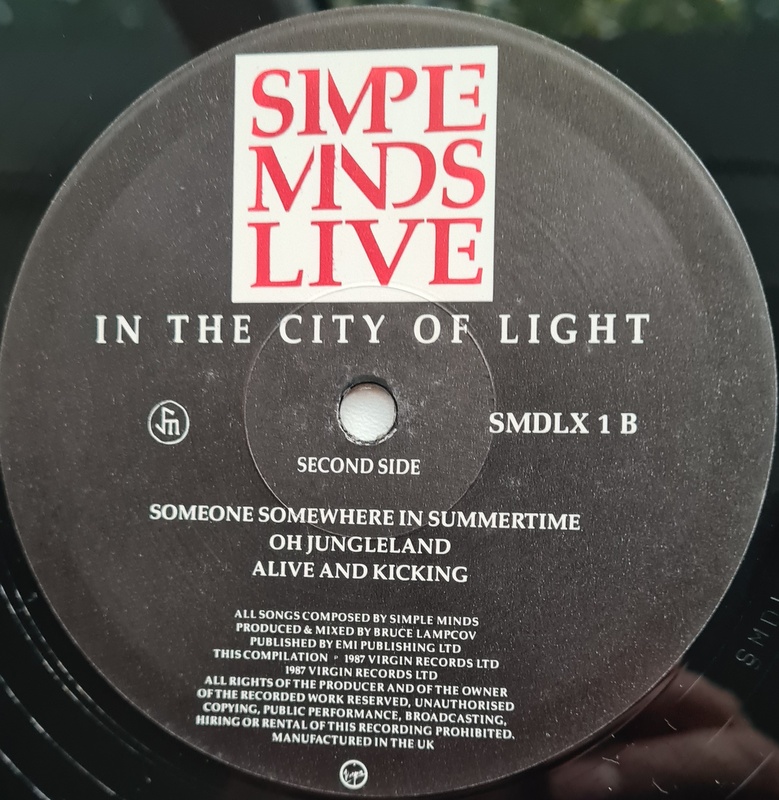 SIMPLE
MINDS
LIVE
IN THE CITY OF LIGHT
SMDLX 1 B
SECOND SIDE
SOMEONE SOMEWHERE IN SUMMERTIME
OH JUNGLELAND
ALIVE AND KICKING
ALL SONGS COMPOSED BY SIMPLE MINDS
PRODUCED & MIXED BY BRUCE LAMPCOV
PUBLISHED BY EMI PUBLISHING LTD
THIS COMPILATION ℗ 1987 VIRGIN RECORDS LTD
1987 VIRGIN RECORDS LTD
ALL RIGHTS OF THE PRODUCER AND OF THE OWNER
OF THE RECORDED WORK RESERVED, UNAUTHORISED
COPYING, PUBLIC PERFORMANCE, BROADCASTING,
HIRING OR RENTAL OF THIS RECORDING PROHIBITED.
MANUFACTURED IN THE UK
Virgin